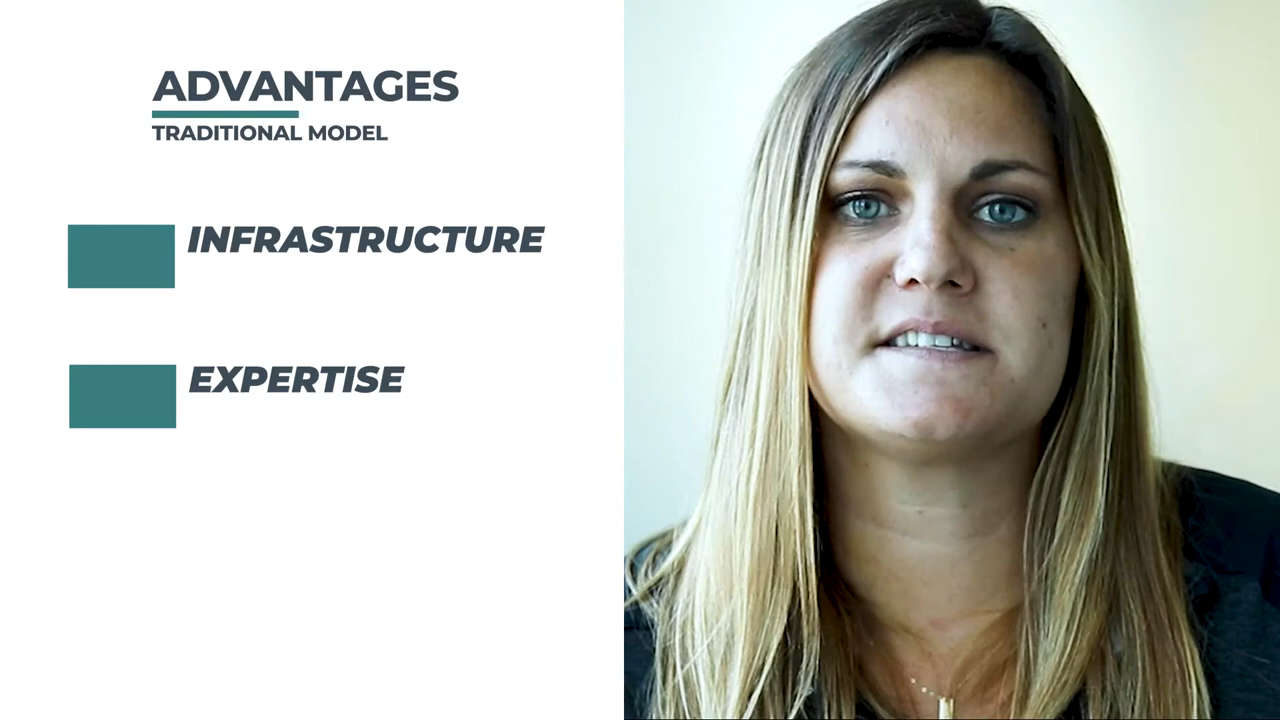 ADVANTAGES
TRADITIONAL MODEL
INFRASTRUCTURE
EXPERTISE